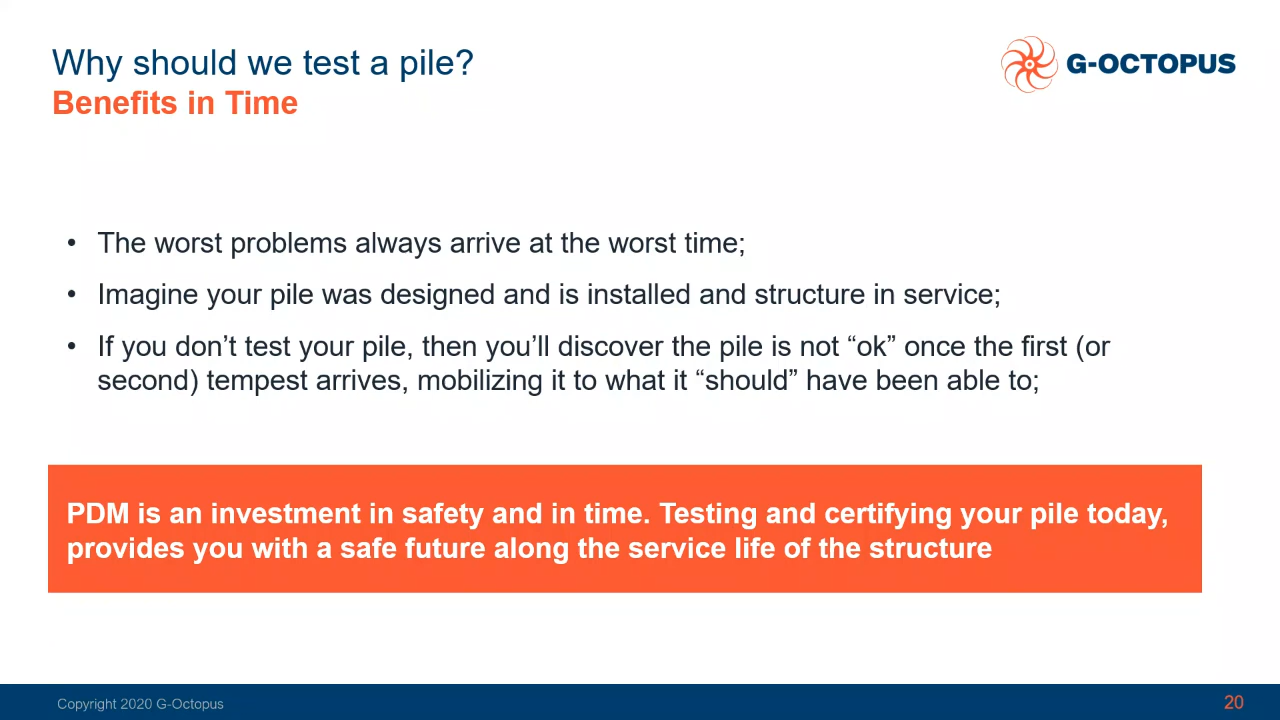 Why should we test a pile?
Benefits in Time
G-OCTOPUS
• The worst problems always arrive at the worst time;
• Imagine your pile was designed and is installed and structure in service;
• If you don’t test your pile, then you’ll discover the pile is not “ok” once the first (or
second) tempest arrives, mobilizing it to what it “should” have been able to;
PDM is an investment in safety and in time. Testing and certifying your pile today,
provides you with a safe future along the service life of the structure
Copyright 2020 G-Octopus
20